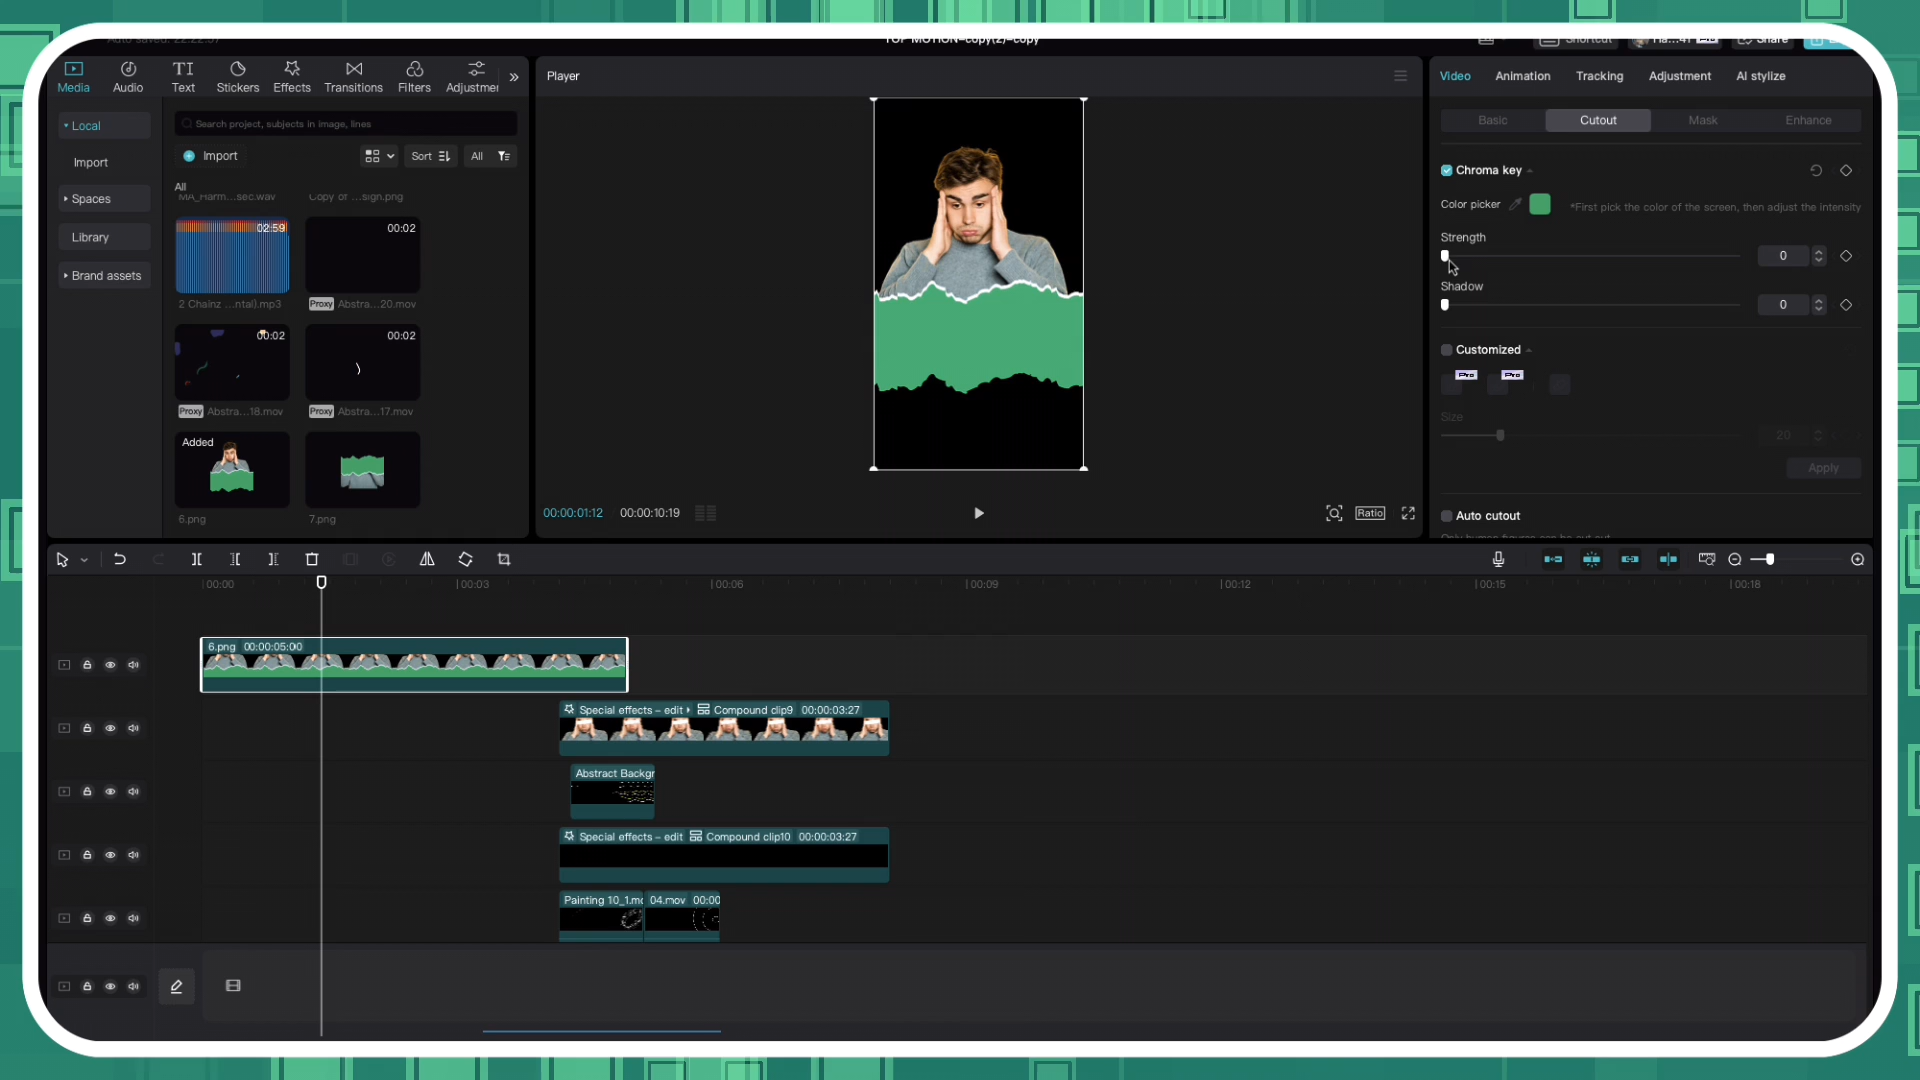 Auto saved: 22:22:57
TOP MOTION-copy(2)-copy
Shortcut
Share
Media
Audio
TI
Text
Stickers
Effects
Transitions
Filters
Adjustmen
Player
Video
Animation
Tracking
Adjustment
AI stylize
Local
Import
Spaces
Library
Brand assets
Search project, subjects in image, lines
Import
Sort
All
All
MA_Harm...sec.wav
Copy of ...sign.png
02:59
00:02
2 Chainz ...ntal).mp3
Proxy Abstra...20.mov
00:02
00:02
Proxy Abstra...18.mov
Proxy Abstra...17.mov
Added
6.png
7.png
00:00:01:12
00:00:10:19
Ratio
Basic
Cutout
Mask
Enhance
Chroma key
Color picker
*First pick the color of the screen, then adjust the intensity
Strength
0
Shadow
0
Customized
Pro
Pro
Size
20
Apply
Auto cutout
Only human figures can be cut out
00:00
00:03
00:06
00:09
00:12
00:15
00:18
6.png 00:00:05:00
Special effects – edit Compound clip9 00:00:03:27
Abstract Backgr
Special effects – edit Compound clip10 00:00:03:27
Painting 10_1.mo
04.mov 00:00